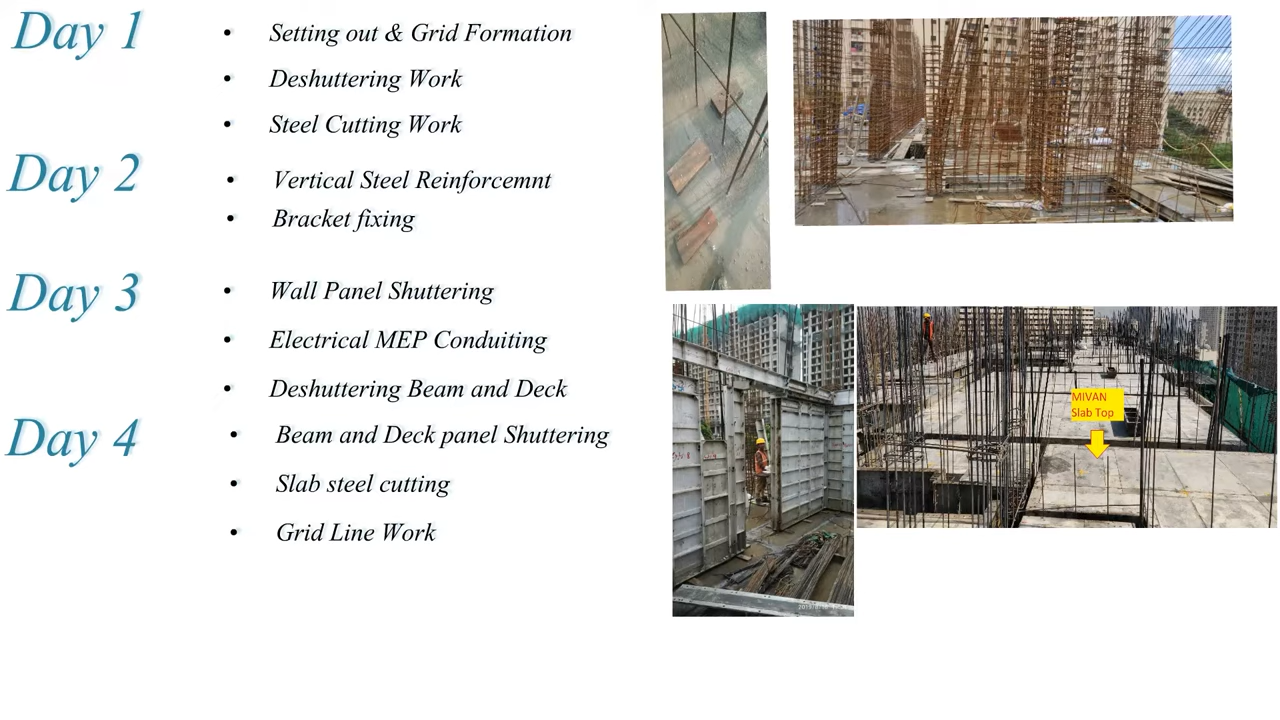 Day 1
• Setting out & Grid Formation
• Deshuttering Work
• Steel Cutting Work
Day 2
• Vertical Steel Reinforcemnt
• Bracket fixing
Day 3
• Wall Panel Shuttering
• Electrical MEP Conduiting
• Deshuttering Beam and Deck
Day 4
• Beam and Deck panel Shuttering
• Slab steel cutting
• Grid Line Work
MIVAN
Slab Top